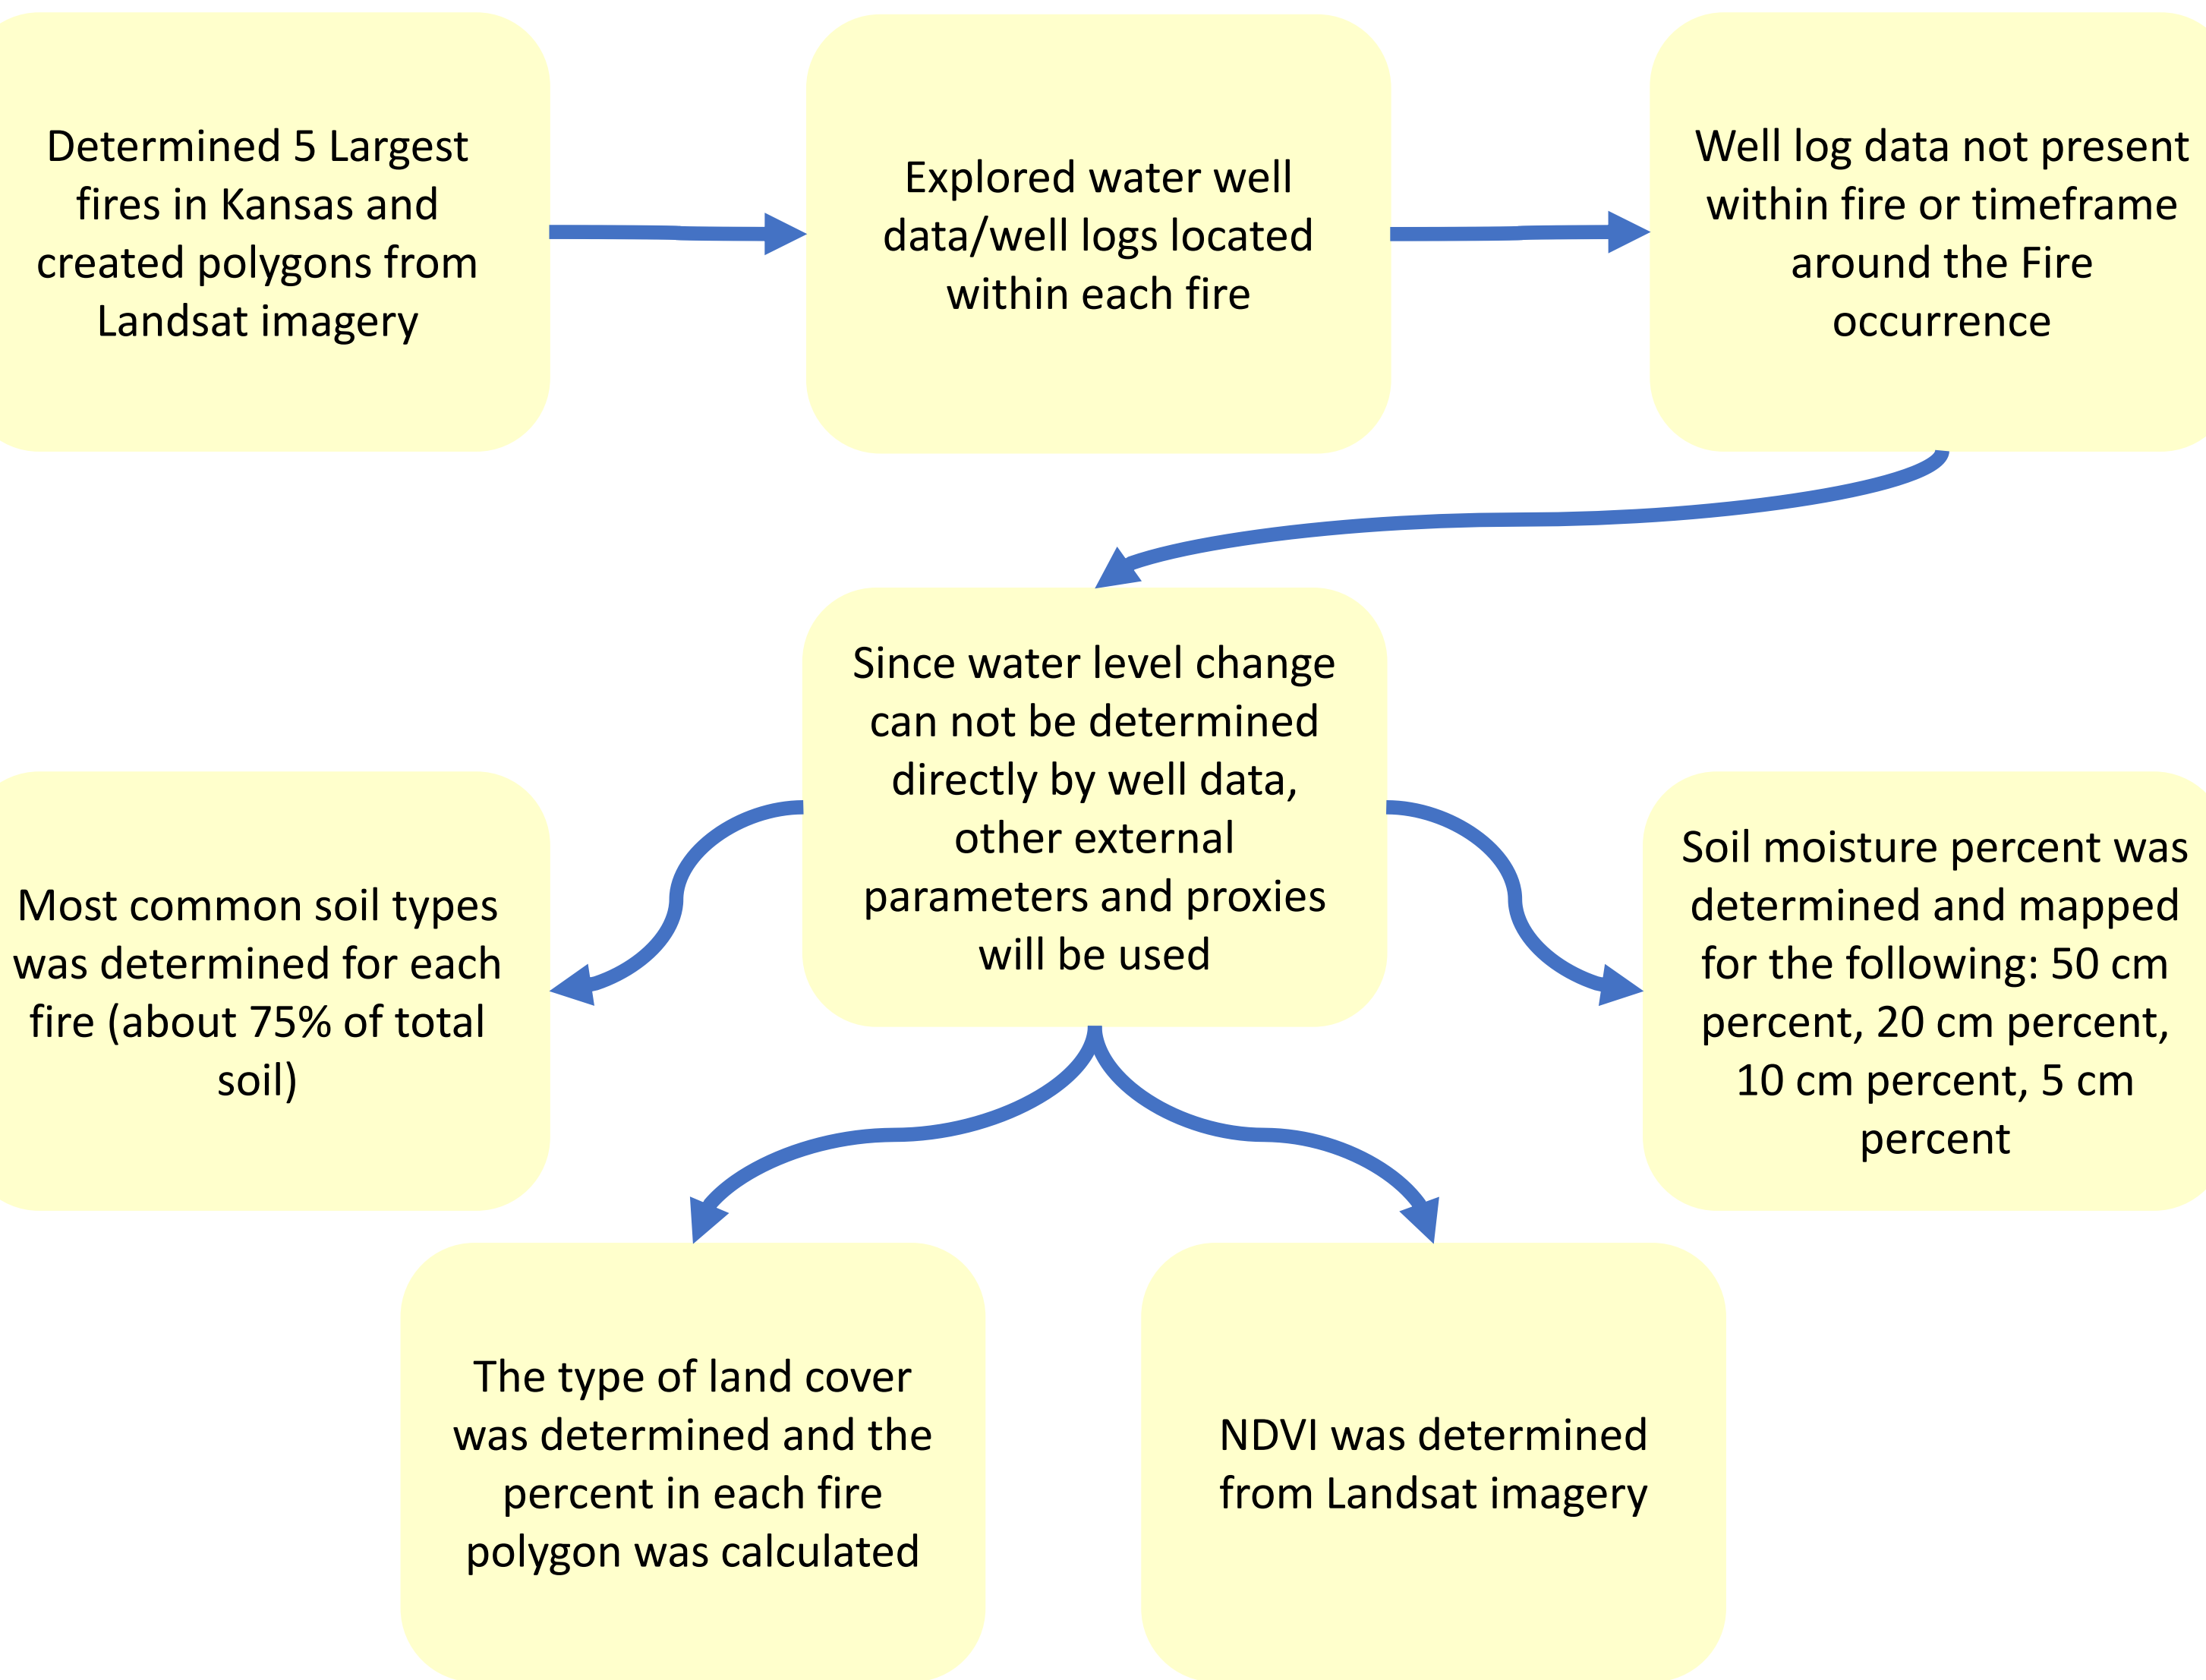 Determined 5 Largest
fires in Kansas and
created polygons from
Landsat imagery
Explored water well
data/well logs located
within each fire
Well log data not present
within fire or timeframe
around the Fire
occurrence
Since water level change
can not be determined
directly by well data,
other external
parameters and proxies
will be used
Most common soil types
was determined for each
fire (about 75% of total
soil)
Soil moisture percent was
determined and mapped
for the following: 50 cm
percent, 20 cm percent,
10 cm percent, 5 cm
percent
The type of land cover
was determined and the
percent in each fire
polygon was calculated
NDVI was determined
from Landsat imagery